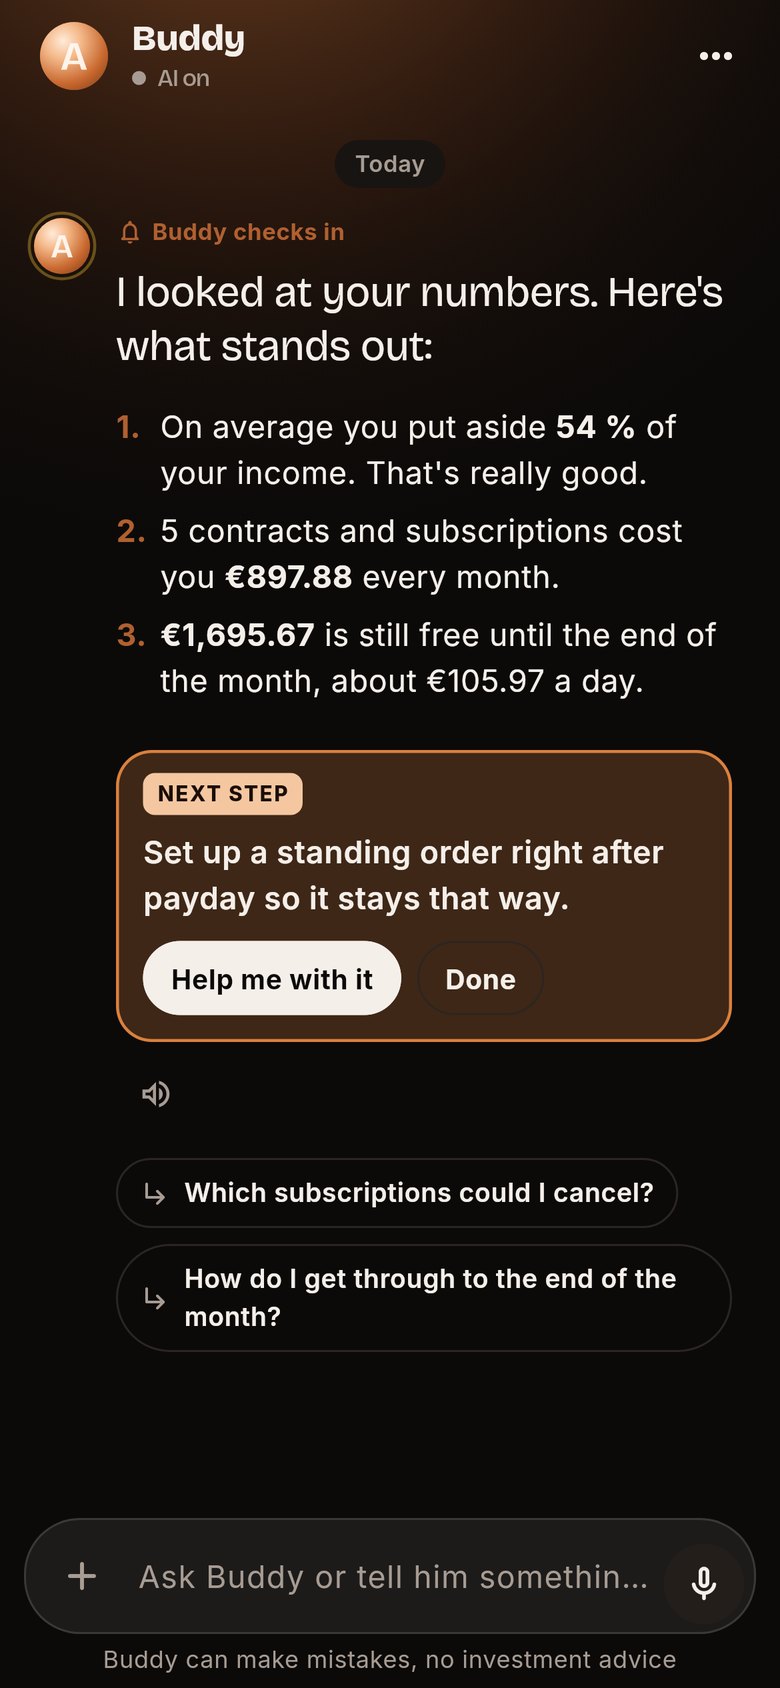 A
Buddy
AI on
Today
A
Buddy checks in
I looked at your numbers. Here's
what stands out:
1. On average you put aside 54 % of
your income. That's really good.
2. 5 contracts and subscriptions cost
you €897.88 every month.
3. €1,695.67 is still free until the end of
the month, about €105.97 a day.
NEXT STEP
Set up a standing order right after
payday so it stays that way.
Help me with it
Done
Which subscriptions could I cancel?
How do I get through to the end of the
month?
Ask Buddy or tell him somethin...
Buddy can make mistakes, no investment advice